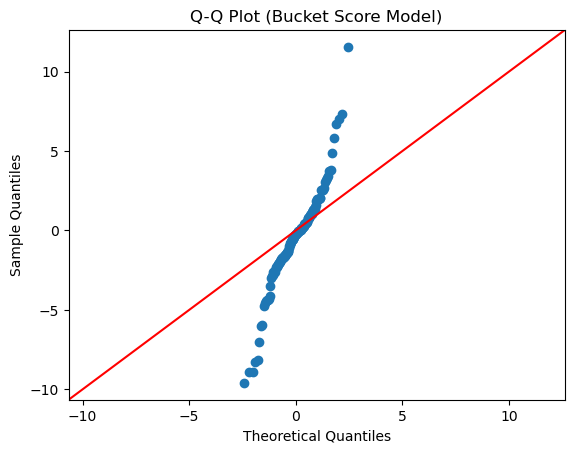 Q-Q Plot (Bucket Score Model)
Sample Quantiles
10
5
0
−5
−10
−10 −5 0 5 10
Theoretical Quantiles